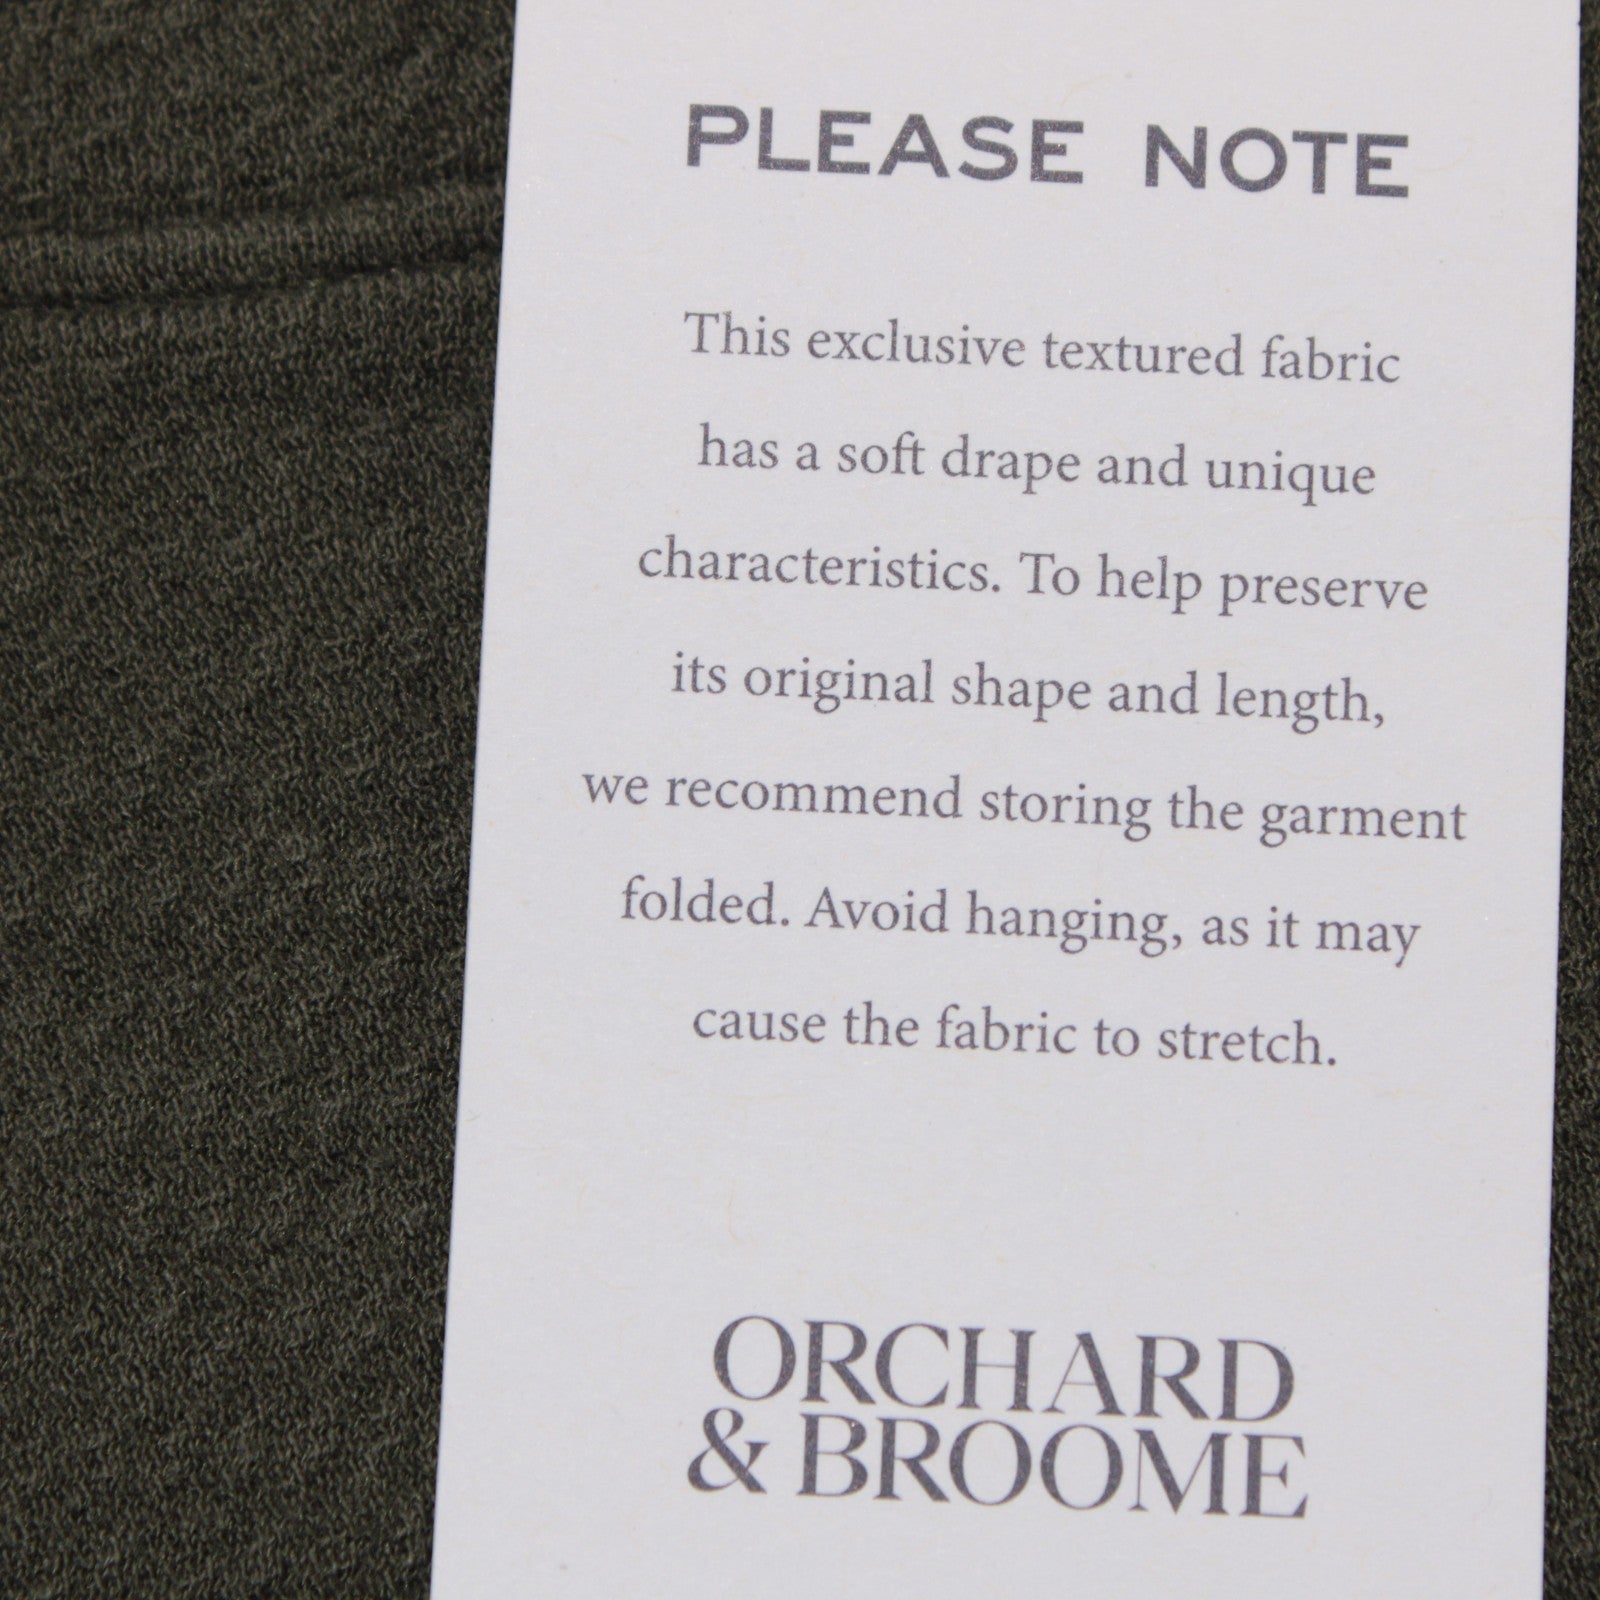 PLEASE NOTE
This exclusive textured fabric
has a soft drape and unique
characteristics. To help preserve
its original shape and length,
we recommend storing the garment
folded. Avoid hanging, as it may
cause the fabric to stretch.
ORCHARD
& BROOME